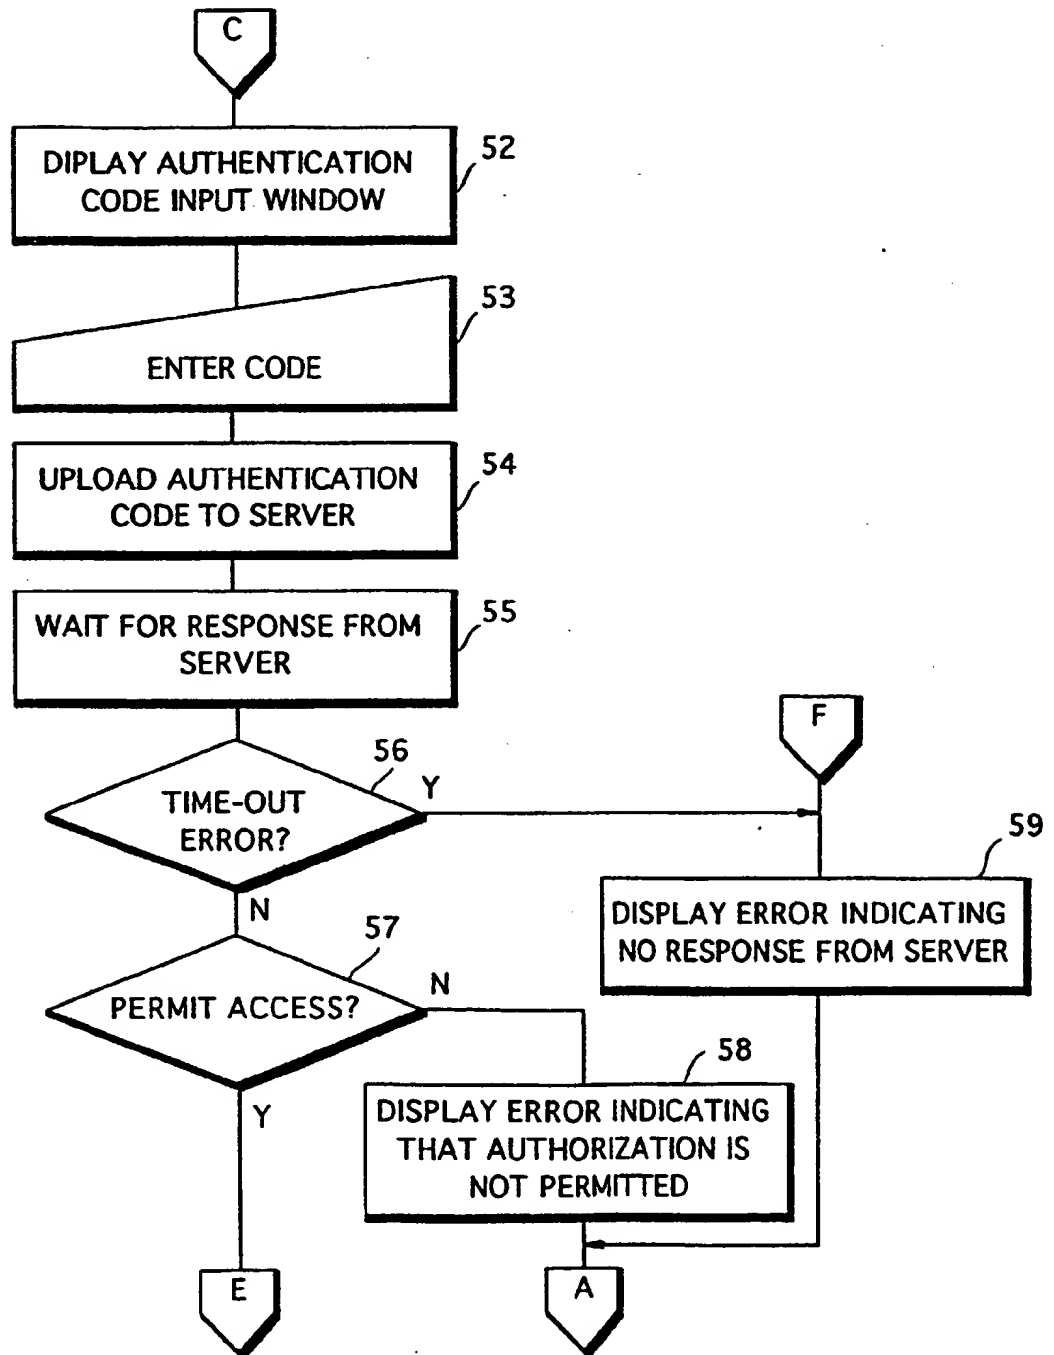 C
DIPLAY AUTHENTICATION
CODE INPUT WINDOW
52
53
ENTER CODE
UPLOAD AUTHENTICATION
CODE TO SERVER
54
WAIT FOR RESPONSE FROM
SERVER
55
F
56
Y
TIME-OUT
ERROR?
N
59
DISPLAY ERROR INDICATING
NO RESPONSE FROM SERVER
57
N
PERMIT ACCESS?
Y
58
DISPLAY ERROR INDICATING
THAT AUTHORIZATION IS
NOT PERMITTED
E
A